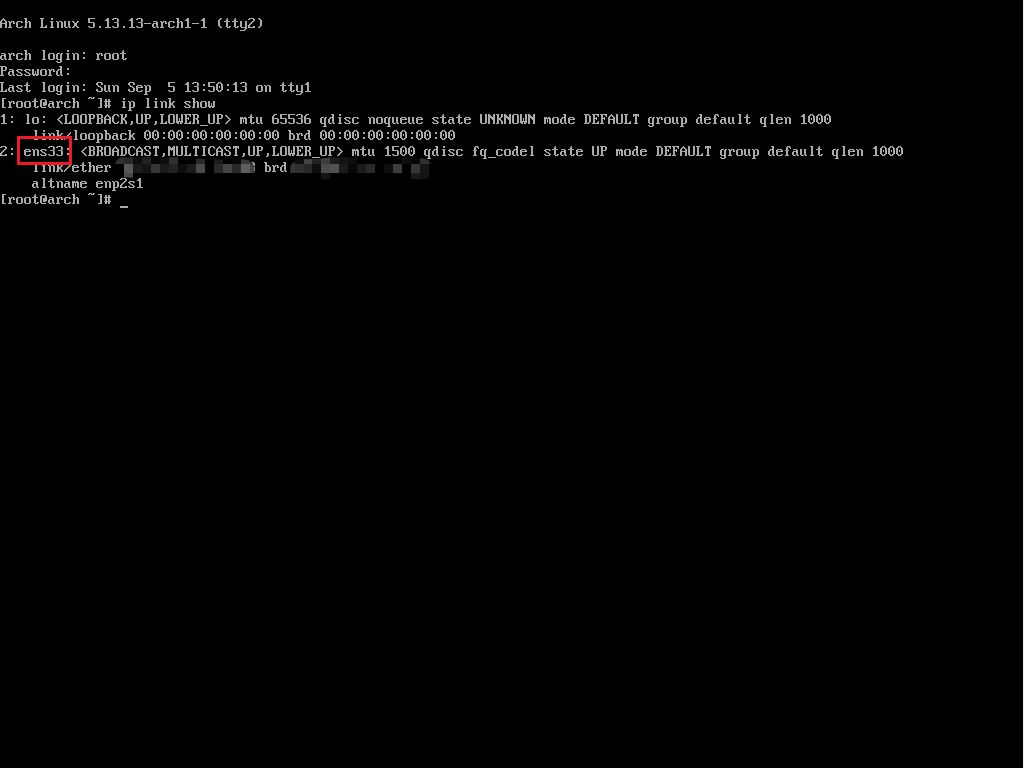 Arch Linux 5.13.13-arch1-1 (tty2)
arch login: root
Password:
Last login: Sun Sep  5 13:50:13 on tty1
[root@arch ~]# ip link show
1: lo: <LOOPBACK,UP,LOWER_UP> mtu 65536 qdisc noqueue state UNKNOWN mode DEFAULT group default qlen 1000
    link/loopback 00:00:00:00:00:00 brd 00:00:00:00:00:00
2: ens33: <BROADCAST,MULTICAST,UP,LOWER_UP> mtu 1500 qdisc fq_codel state UP mode DEFAULT group default qlen 1000
    link/ether brd
    altname enp2s1
[root@arch ~]# _